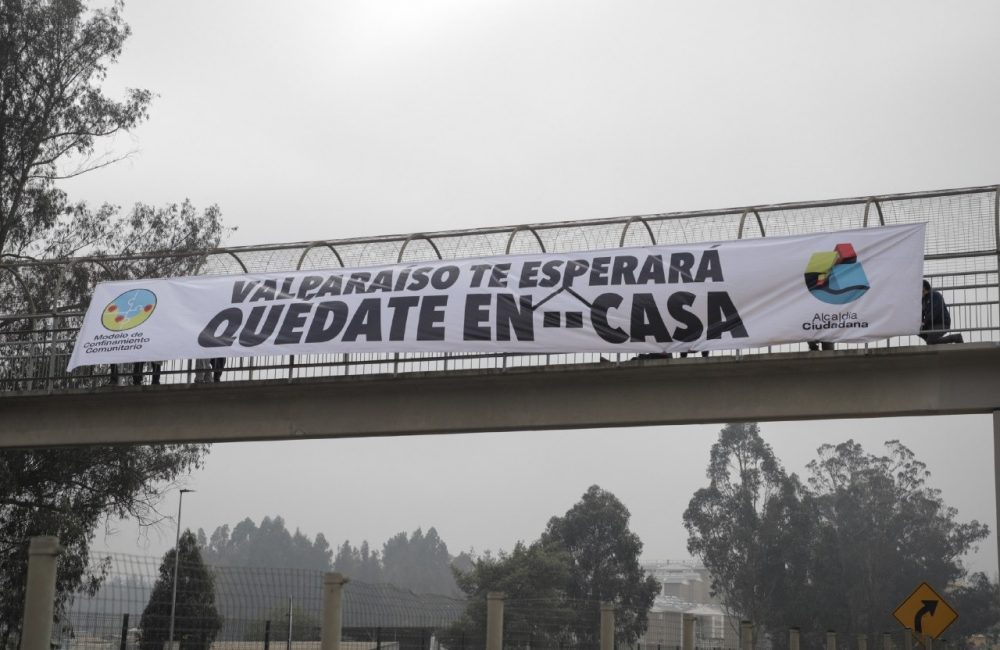 VALPARAÍSO TE ESPERARÁ
QUÉDATE EN CASA
Modelo de
Confinamiento
Comunitario
Alcaldía
Ciudadana